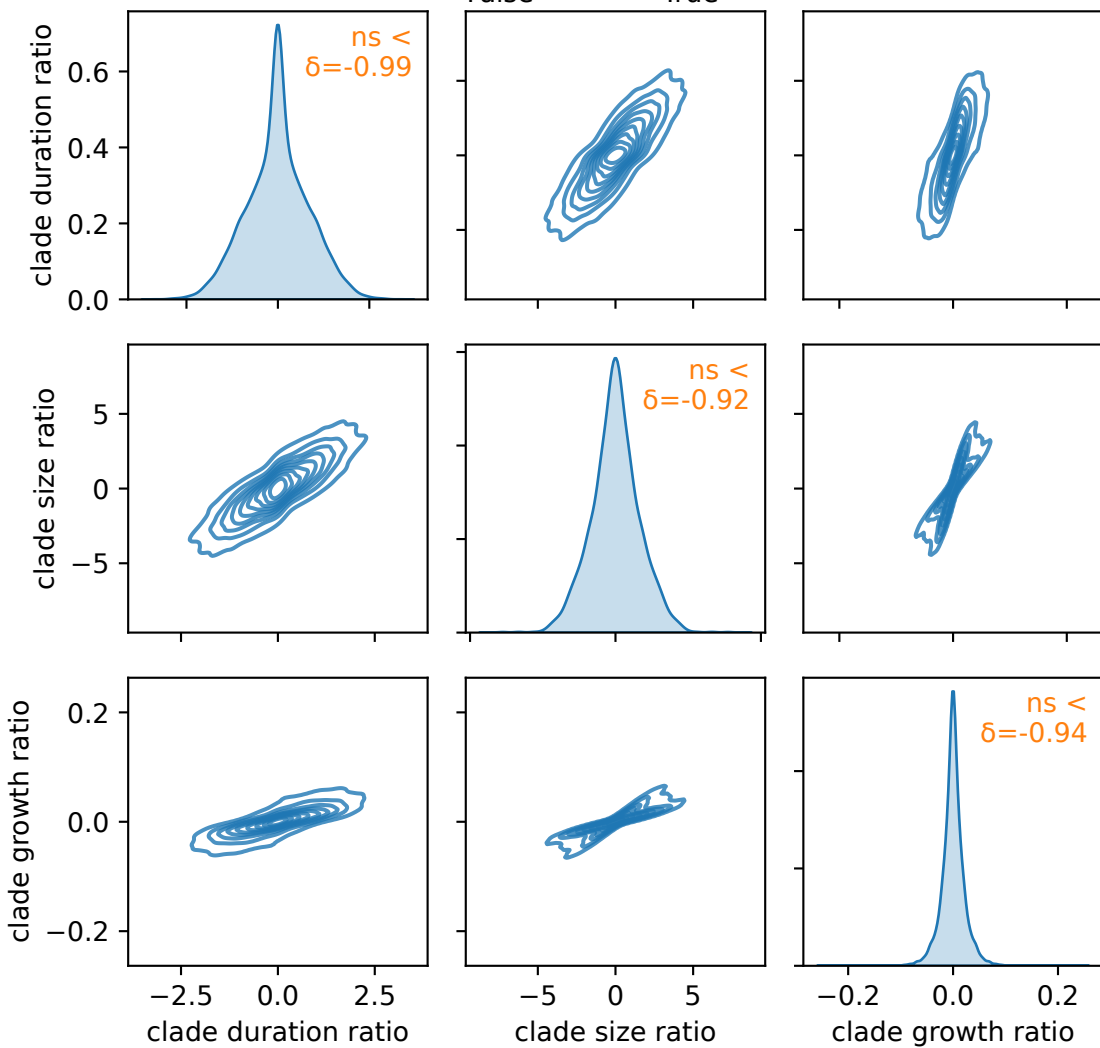 clade duration ratio
0.6
0.4
0.2
0.0
ns <
δ=-0.99
clade size ratio
5
0
−5
ns <
δ=-0.92
clade growth ratio
0.2
0.0
−0.2
ns <
δ=-0.94
−2.5 0.0 2.5
−5 0 5
−0.2 0.0 0.2
clade duration ratio
clade size ratio
clade growth ratio